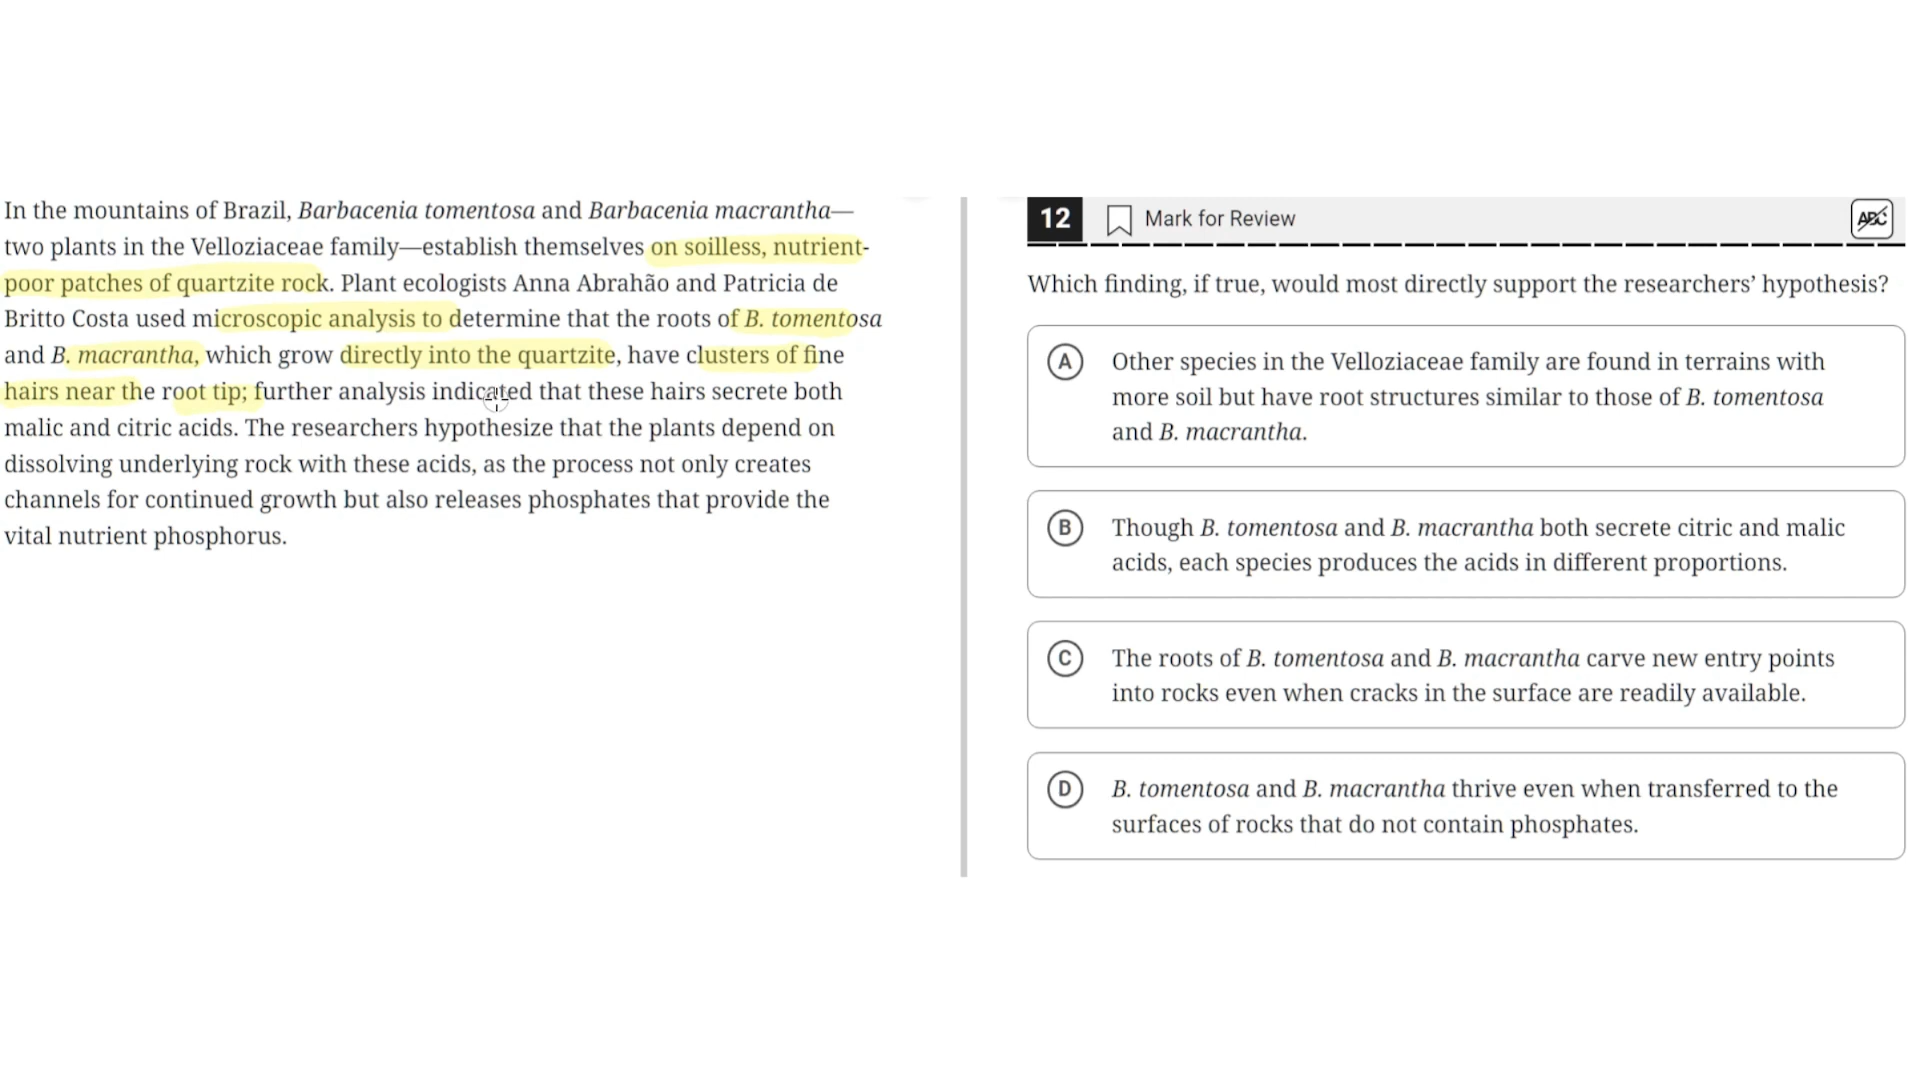 In the mountains of Brazil, Barbacenia tomentosa and Barbacenia macrantha—
two plants in the Velloziaceae family—establish themselves on soilless, nutrient-
poor patches of quartzite rock. Plant ecologists Anna Abrahão and Patricia de
Britto Costa used microscopic analysis to determine that the roots of B. tomentosa
and B. macrantha, which grow directly into the quartzite, have clusters of fine
hairs near the root tip; further analysis indicated that these hairs secrete both
malic and citric acids. The researchers hypothesize that the plants depend on
dissolving underlying rock with these acids, as the process not only creates
channels for continued growth but also releases phosphates that provide the
vital nutrient phosphorus.
12 Mark for Review ABC
Which finding, if true, would most directly support the researchers’ hypothesis?
A Other species in the Velloziaceae family are found in terrains with
more soil but have root structures similar to those of B. tomentosa
and B. macrantha.
B Though B. tomentosa and B. macrantha both secrete citric and malic
acids, each species produces the acids in different proportions.
C The roots of B. tomentosa and B. macrantha carve new entry points
into rocks even when cracks in the surface are readily available.
D B. tomentosa and B. macrantha thrive even when transferred to the
surfaces of rocks that do not contain phosphates.